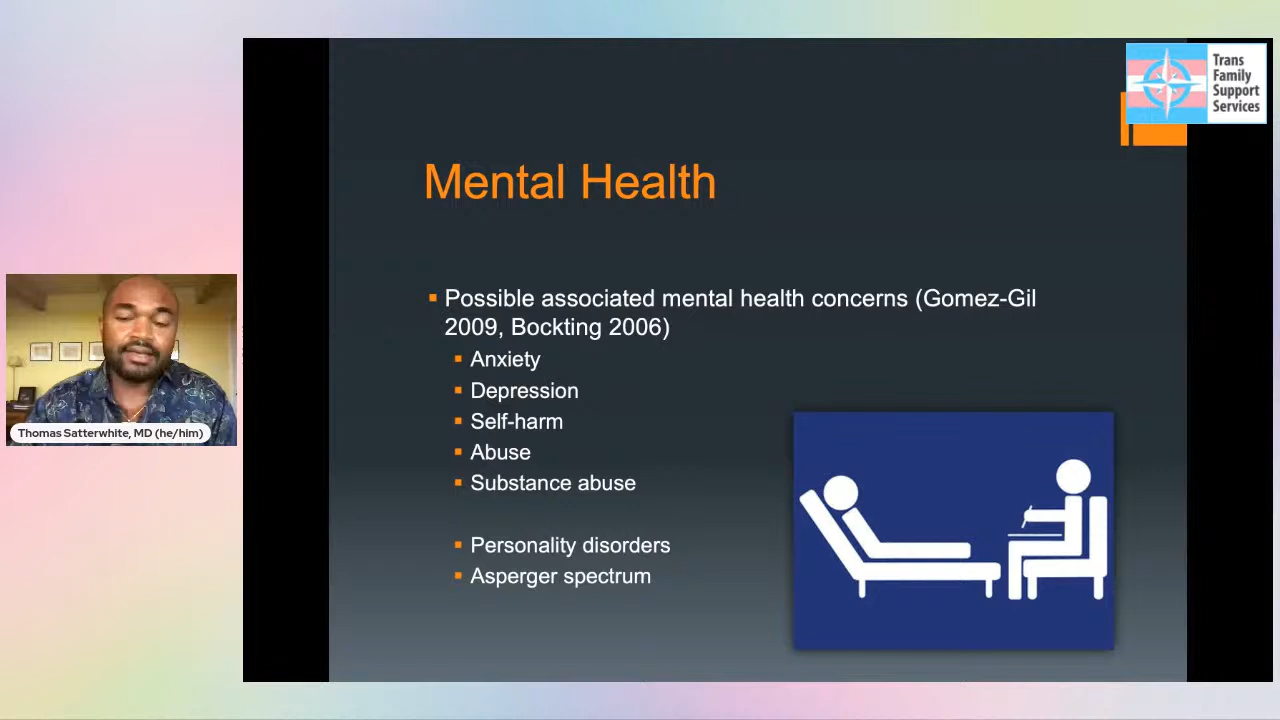 Trans
Family
Support
Services
Mental Health
Possible associated mental health concerns (Gomez-Gil
2009, Bockting 2006)
Anxiety
Depression
Self-harm
Abuse
Substance abuse
Personality disorders
Asperger spectrum
Thomas Satterwhite, MD (he/him)